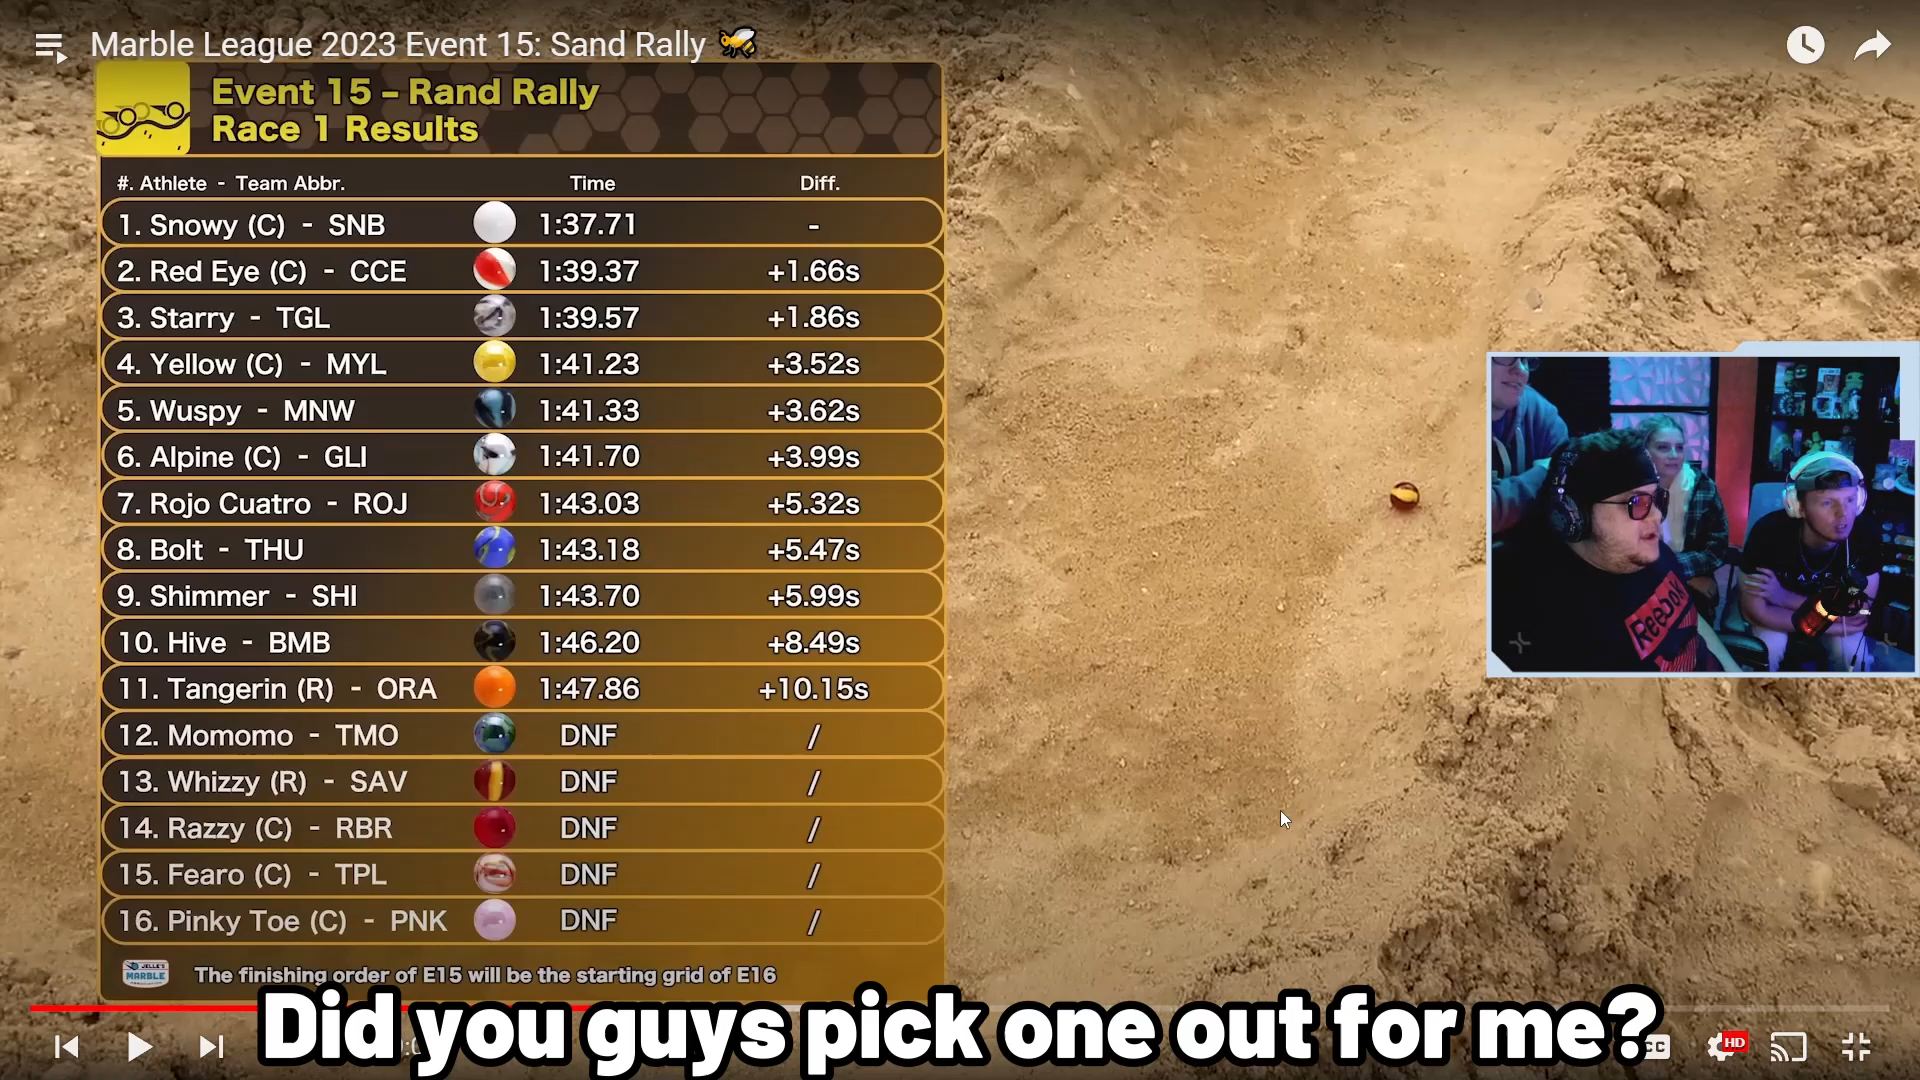 Marble League 2023 Event 15: Sand Rally 🐝
Event 15 – Rand Rally
Race 1 Results
#. Athlete - Team Abbr. Time Diff.
1. Snowy (C) - SNB 1:37.71 -
2. Red Eye (C) - CCE 1:39.37 +1.66s
3. Starry - TGL 1:39.57 +1.86s
4. Yellow (C) - MYL 1:41.23 +3.52s
5. Wuspy - MNW 1:41.33 +3.62s
6. Alpine (C) - GLI 1:41.70 +3.99s
7. Rojo Cuatro - ROJ 1:43.03 +5.32s
8. Bolt - THU 1:43.18 +5.47s
9. Shimmer - SHI 1:43.70 +5.99s
10. Hive - BMB 1:46.20 +8.49s
11. Tangerin (R) - ORA 1:47.86 +10.15s
12. Momomo - TMO DNF /
13. Whizzy (R) - SAV DNF /
14. Razzy (C) - RBR DNF /
15. Fearo (C) - TPL DNF /
16. Pinky Toe (C) - PNK DNF /
JELLE'S
MARBLE
The finishing order of E15 will be the starting grid of E16
Reebok
Did you guys pick one out for me?
CC
HD